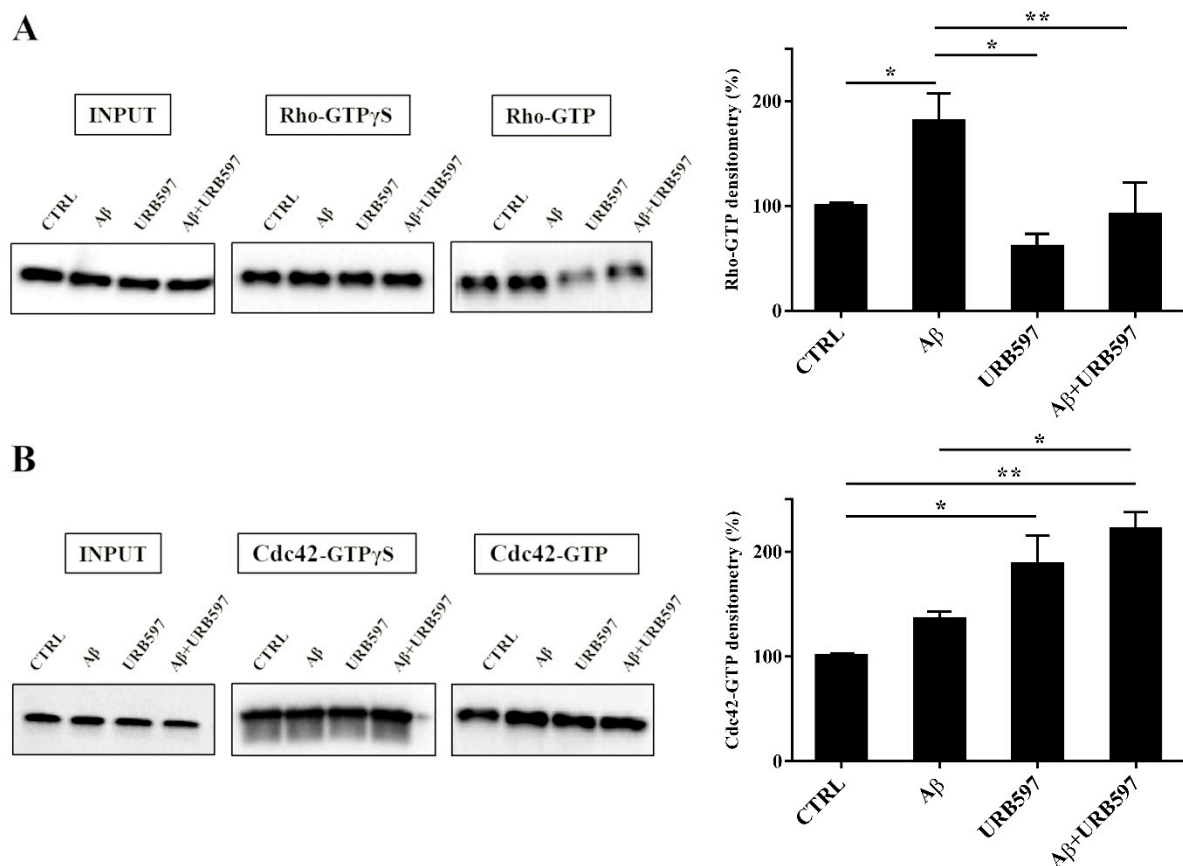 A
INPUT
Rho-GTPγS
Rho-GTP
CTRL
Aβ
URB597
Aβ+URB597
CTRL
Aβ
URB597
Aβ+URB597
CTRL
Aβ
URB597
Aβ+URB597
**
*
*
Rho-GTP densitometry (%)
200
100
0
CTRL
Aβ
URB597
Aβ+URB597
B
INPUT
Cdc42-GTPγS
Cdc42-GTP
CTRL
Aβ
URB597
Aβ+URB597
CTRL
Aβ
URB597
Aβ+URB597
CTRL
Aβ
URB597
Aβ+URB597
*
**
*
Cdc42-GTP densitometry (%)
200
100
0
CTRL
Aβ
URB597
Aβ+URB597